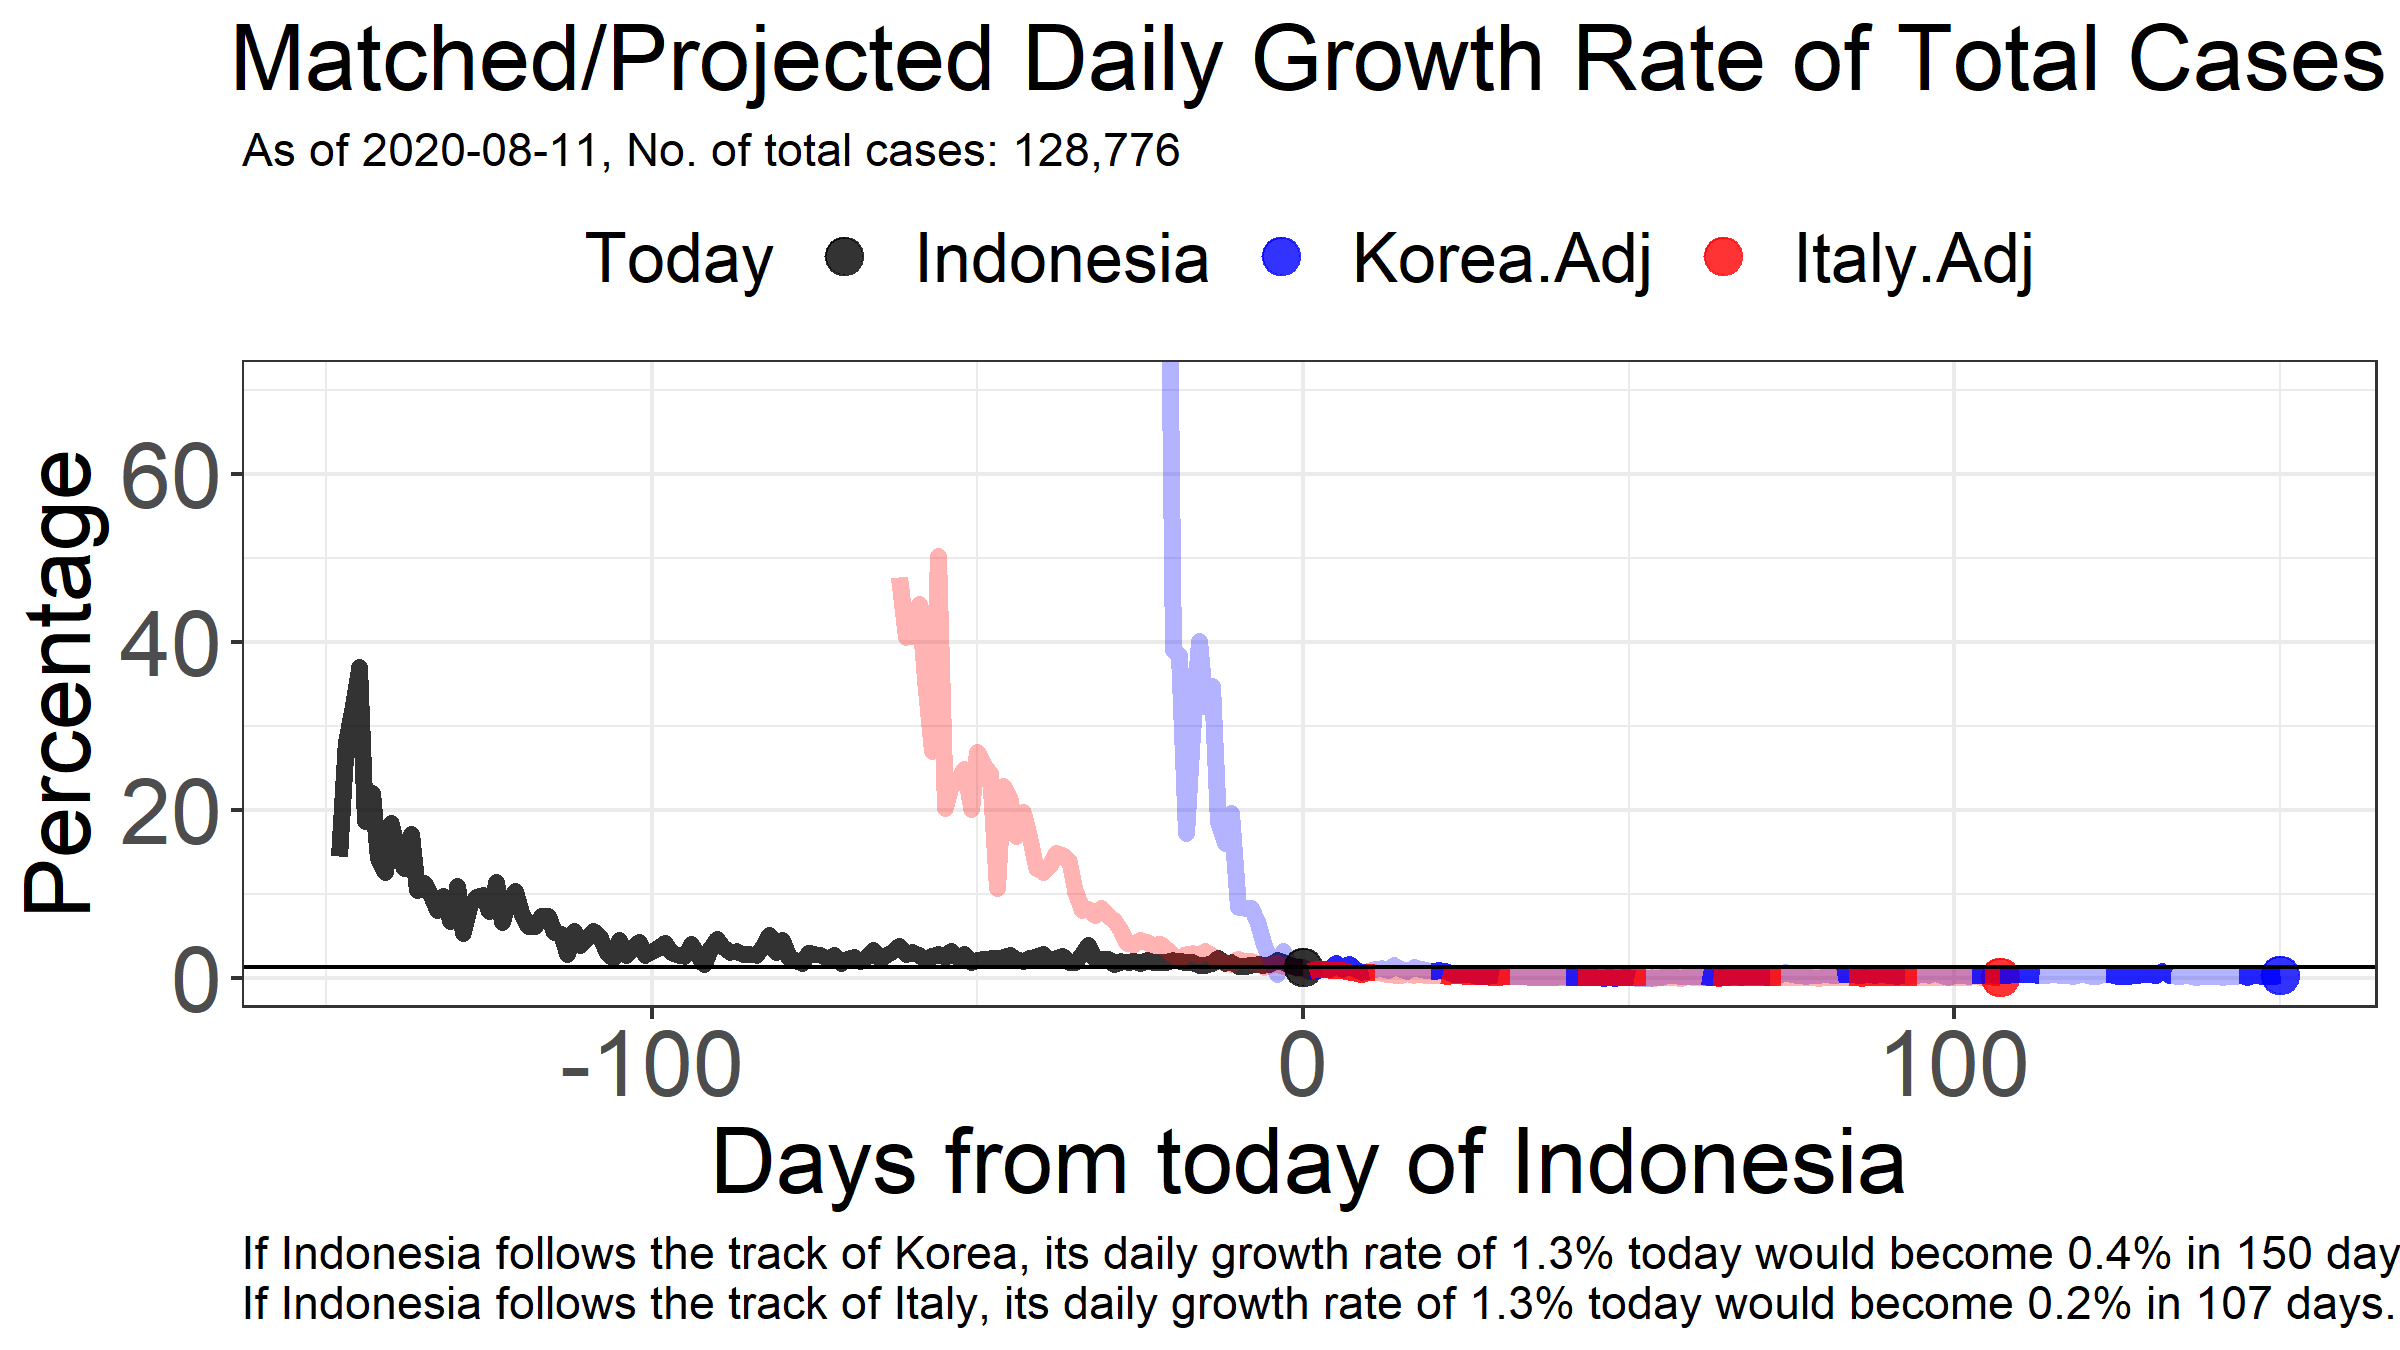 Matched/Projected Daily Growth Rate of Total Cases
As of 2020-08-11, No. of total cases: 128,776
Today Indonesia Korea.Adj Italy.Adj
Percentage
60
40
20
0
-100 0 100
Days from today of Indonesia
If Indonesia follows the track of Korea, its daily growth rate of 1.3% today would become 0.4% in 150 day
If Indonesia follows the track of Italy, its daily growth rate of 1.3% today would become 0.2% in 107 days.